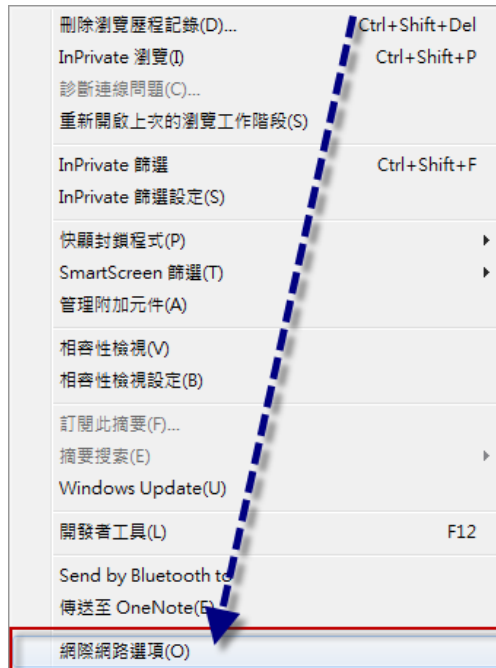 刪除瀏覽歷程記錄(D)... Ctrl+Shift+Del
InPrivate 瀏覽(I) Ctrl+Shift+P
診斷連線問題(C)...
重新開啟上次的瀏覽工作階段(S)
InPrivate 篩選 Ctrl+Shift+F
InPrivate 篩選設定(S)
快顯封鎖程式(P)
SmartScreen 篩選(T)
管理附加元件(A)
相容性檢視(V)
相容性檢視設定(B)
訂閱此摘要(F)...
摘要搜索(E)
Windows Update(U)
開發者工具(L) F12
Send by Bluetooth to
傳送至 OneNote(E)
網際網路選項(O)